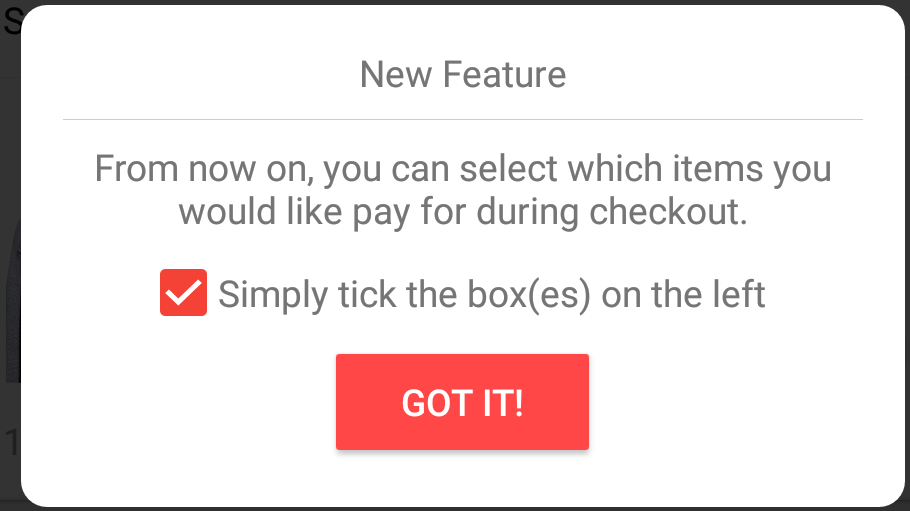 S
New Feature
From now on, you can select which items you
would like pay for during checkout.
Simply tick the box(es) on the left
GOT IT!
1